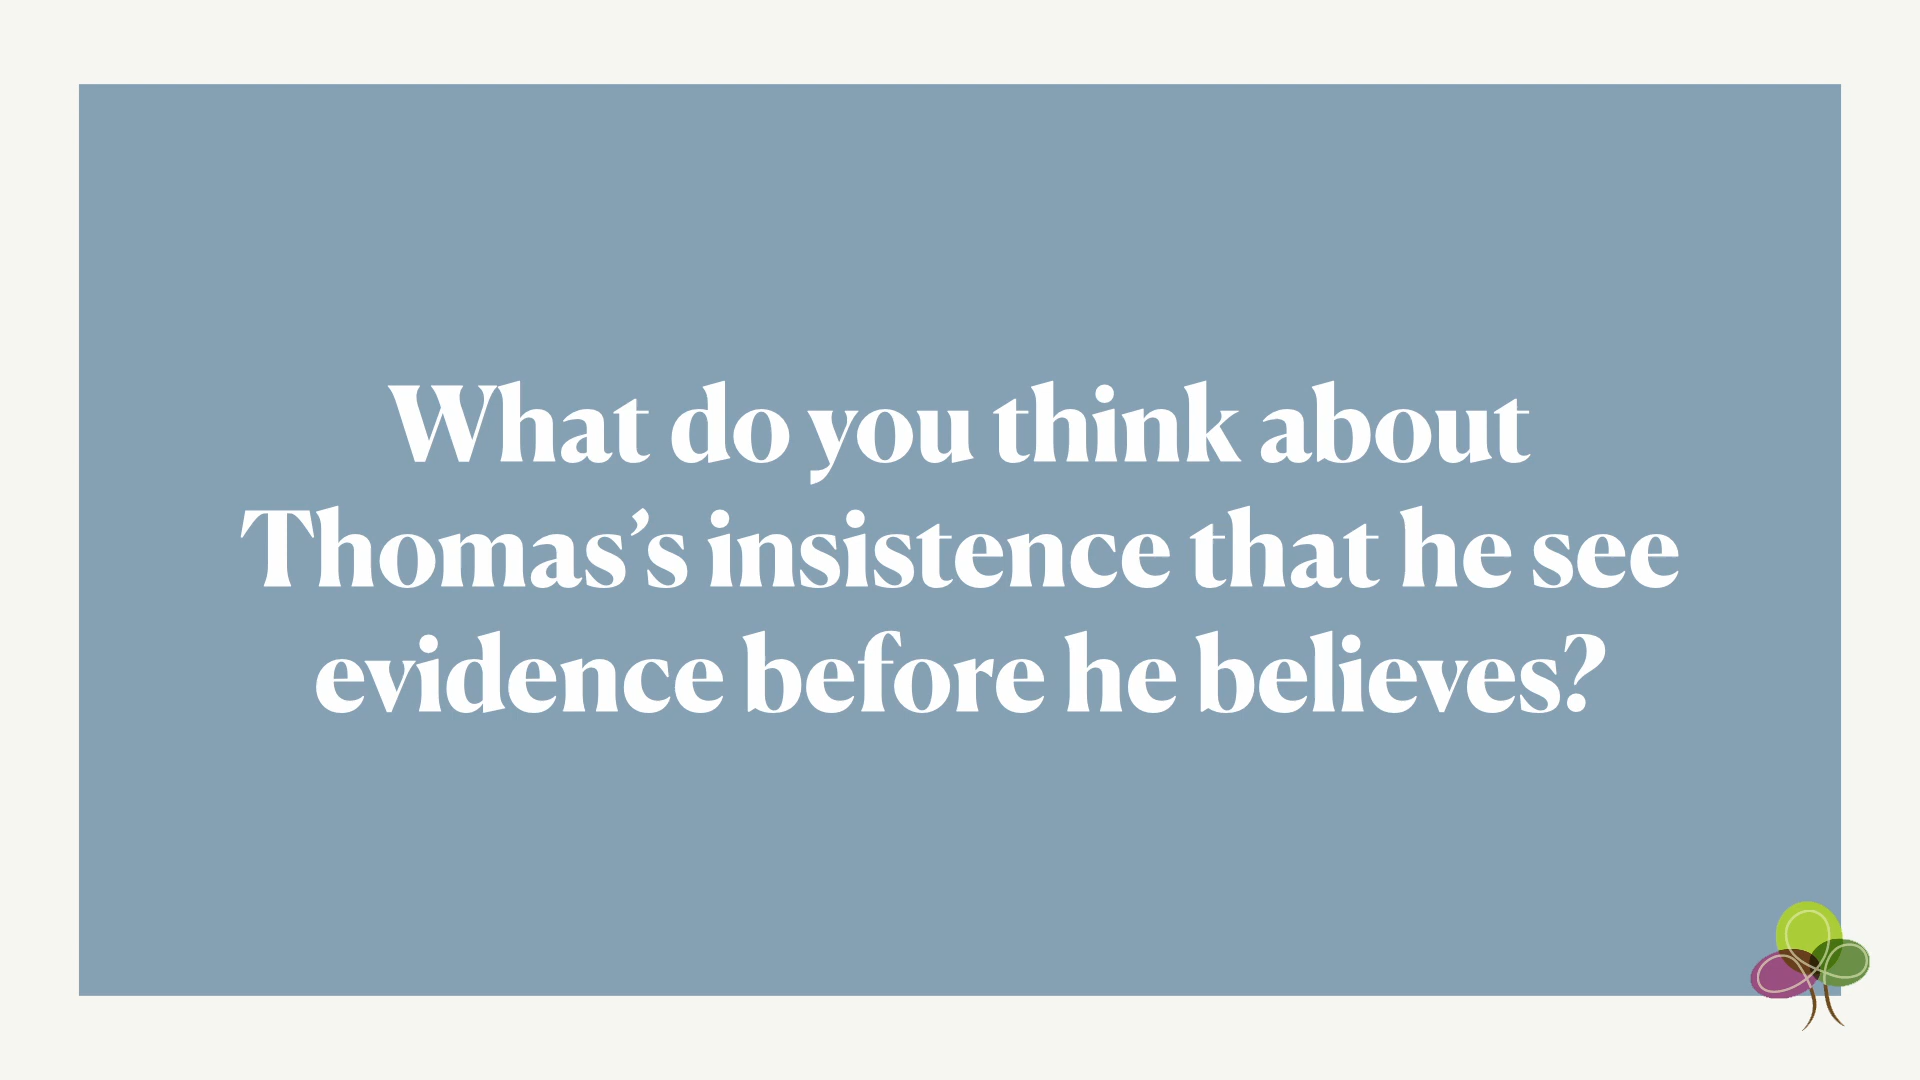 What do you think about
Thomas’s insistence that he see
evidence before he believes?